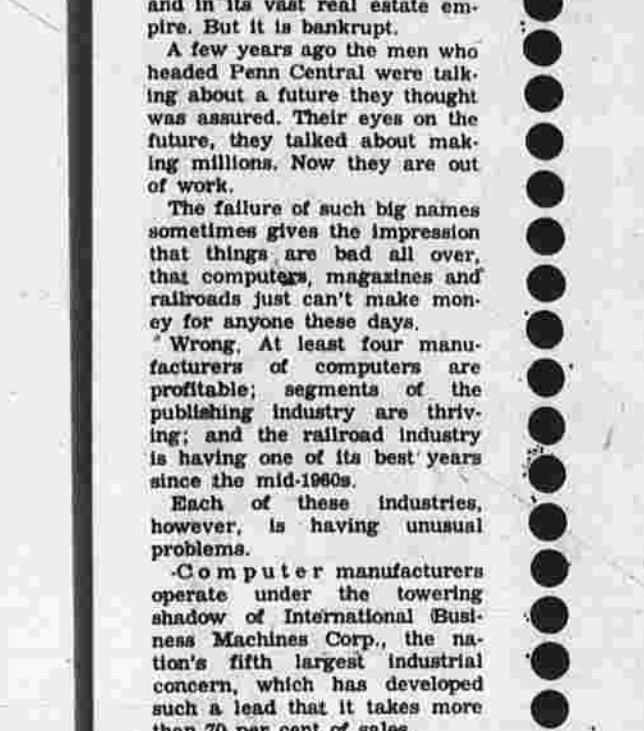 and in its vast real estate em-
pire. But it is bankrupt.
A few years ago the men who
headed Penn Central were talk-
ing about a future they thought
was assured. Their eyes on the
future, they talked about mak-
ing millions. Now they are out
of work.
The failure of such big names
sometimes gives the impression
that things are bad all over,
that computers, magazines and
railroads just can't make mon-
ey for anyone these days.
Wrong. At least four manu-
facturers of computers are
profitable; segments of the
publishing industry are thriv-
ing; and the railroad industry
is having one of its best years
since the mid-1960s.
Each of these industries,
however, is having unusual
problems.
-Computer manufacturers
operate under the towering
shadow of International Busi-
ness Machines Corp., the na-
tion's fifth largest industrial
concern, which has developed
such a lead that it takes more
than 70 per cent of sales